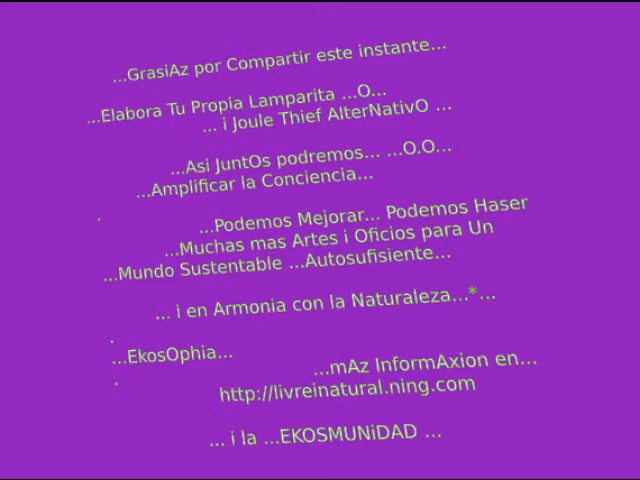 ...GrasiAz por Compartir este instante...
...Elabora Tu Propia Lamparita ...O...
... i Joule Thief AlterNativO ...
...Asi JuntOs podremos... ...O.O...
...Amplificar la Conciencia...
.
...Podemos Mejorar... Podemos Haser
...Muchas mas Artes i Oficios para Un
...Mundo Sustentable ...Autosufisiente...
... i en Armonia con la Naturaleza...*...
.
...EkosOphia...
.
...mAz InformAxion en...
http://livreinatural.ning.com
... i la ...EKOSMUNiDAD ...